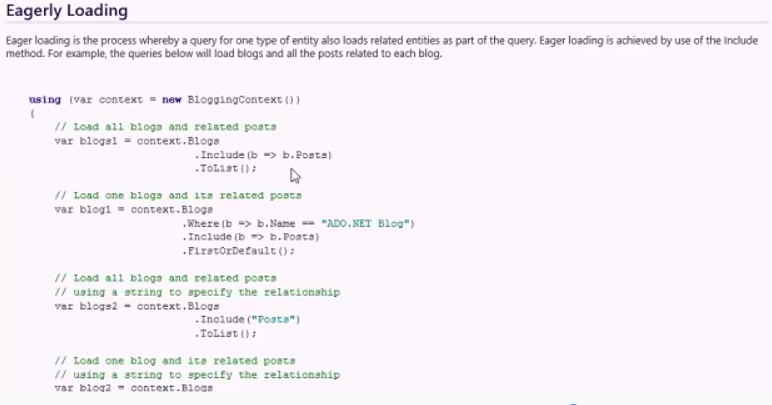 Eagerly Loading
Eager loading is the process whereby a query for one type of entity also loads related entities as part of the query. Eager loading is achieved by use of the Include
method. For example, the queries below will load blogs and all the posts related to each blog.
using (var context = new BloggingContext())
{
// Load all blogs and related posts
var blogs1 = context.Blogs
.Include(b => b.Posts)
.ToList();
// Load one blogs and its related posts
var blog1 = context.Blogs
.Where(b => b.Name == "ADO.NET Blog")
.Include(b => b.Posts)
.FirstOrDefault();
// Load all blogs and related posts
// using a string to specify the relationship
var blogs2 = context.Blogs
.Include("Posts")
.ToList();
// Load one blog and its related posts
// using a string to specify the relationship
var blog2 = context.Blogs